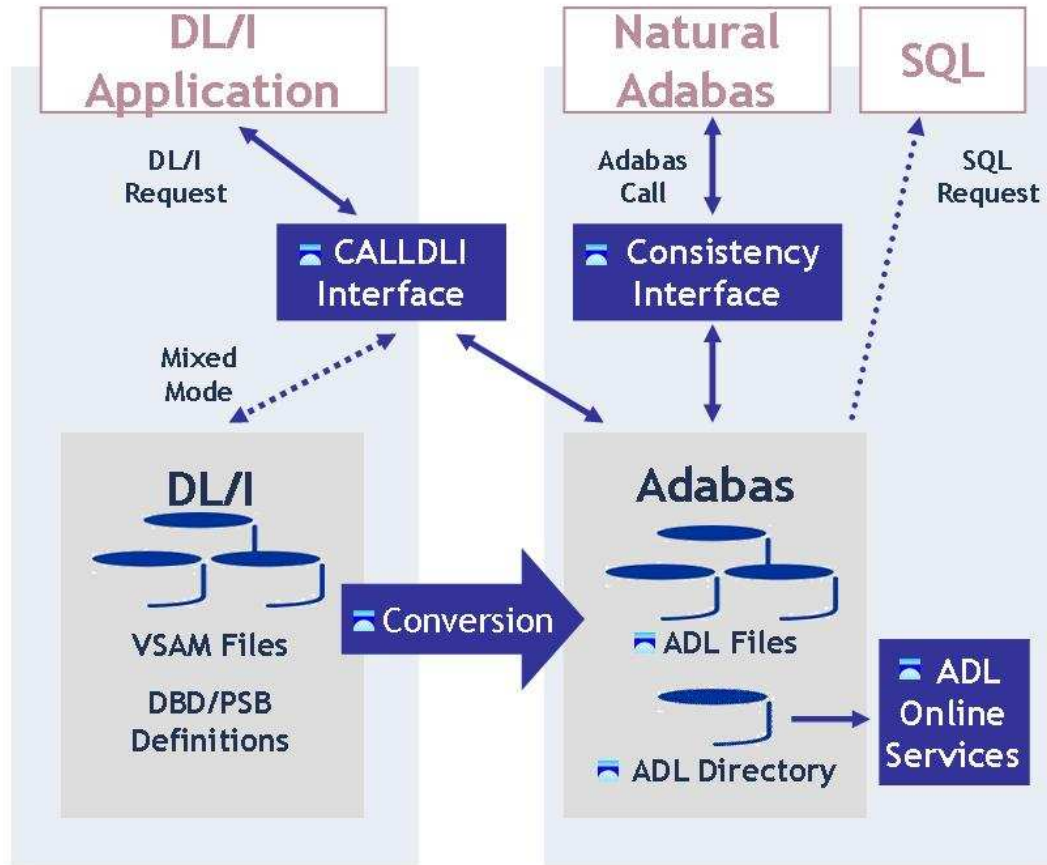 DL/I
Application
Natural
Adabas
SQL
DL/I
Request
Adabas
Call
SQL
Request
CALLDLI
Interface
Consistency
Interface
Mixed
Mode
DL/I
VSAM Files
DBD/PSB
Definitions
Conversion
Adabas
ADL Files
ADL Directory
ADL
Online
Services